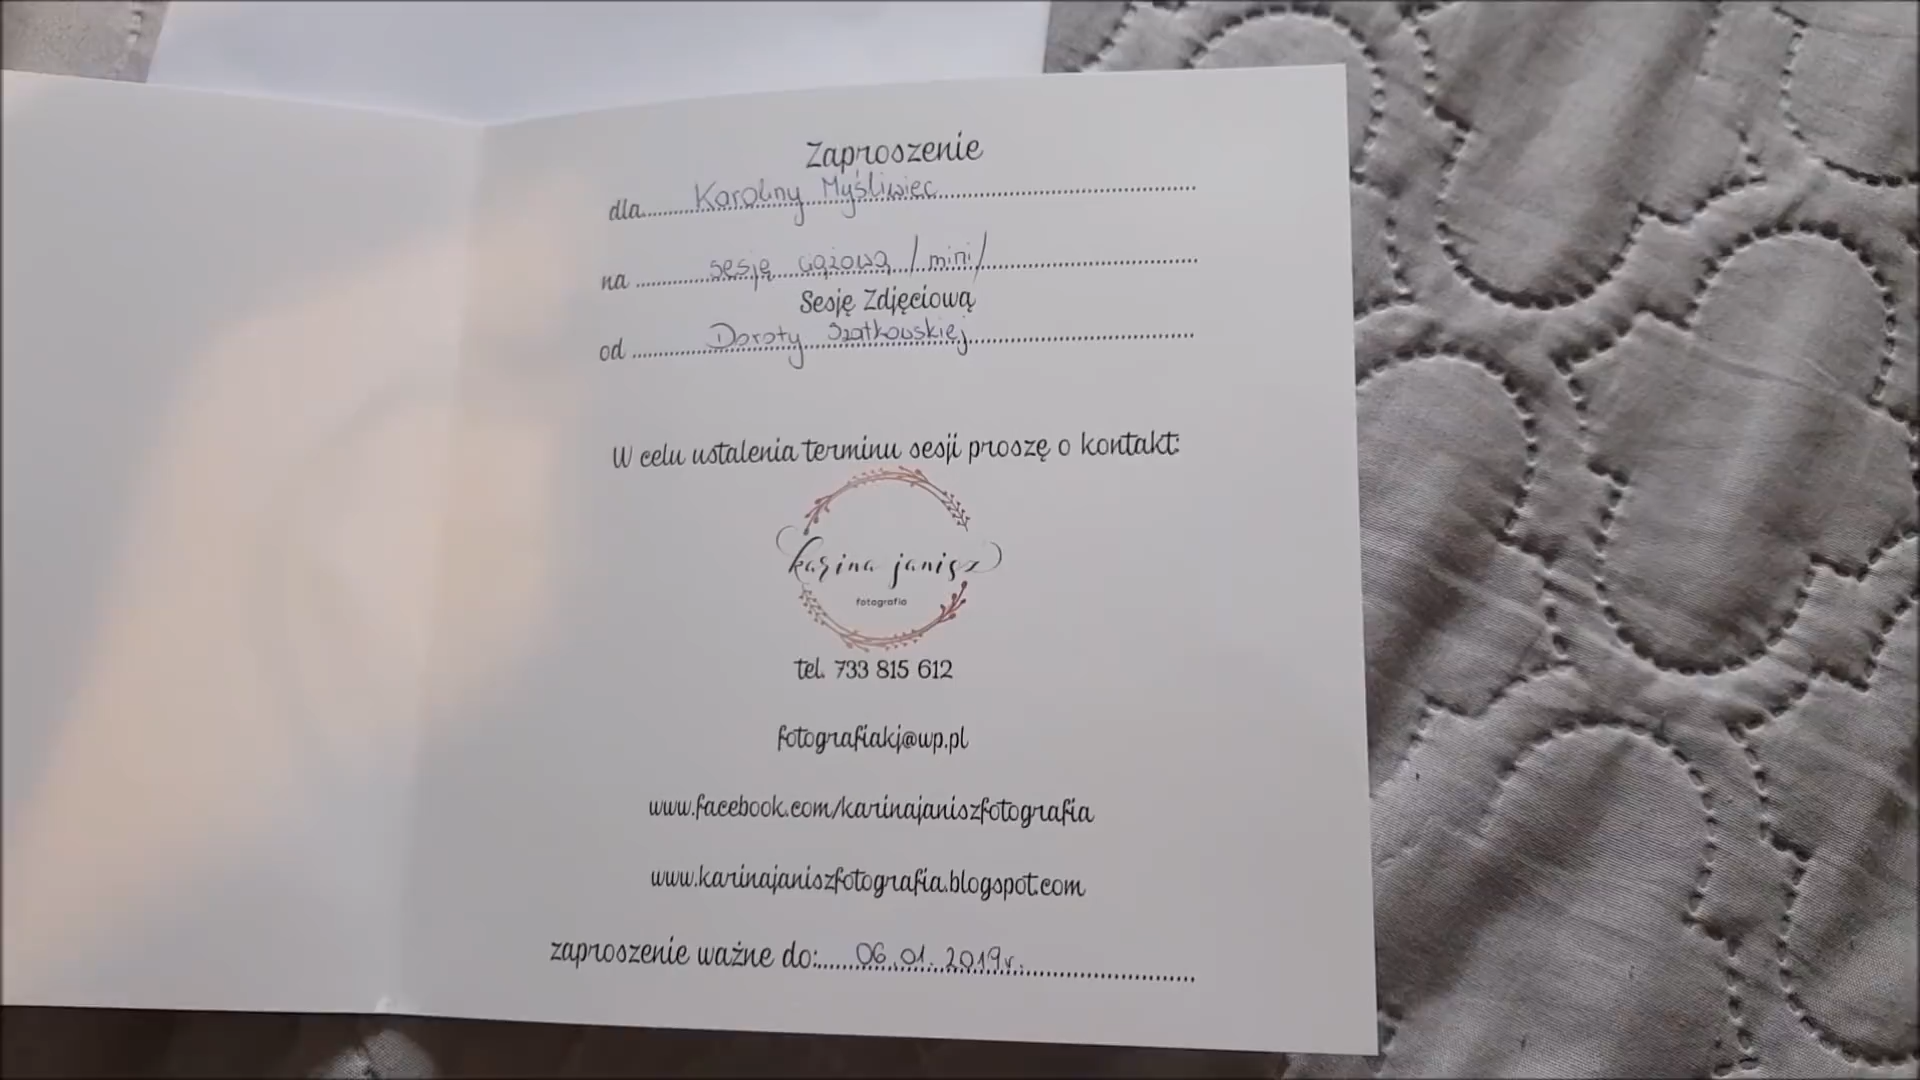 Zaproszenie
dla Karoliny Myśliwiec
na sesję ciążową /mini/
Sesję Zdjęciową
od Doroty Szatkowskiej
W celu ustalenia terminu sesji proszę o kontakt:
karina janisz
fotografia
tel. 733 815 612
fotografiakj@wp.pl
www.facebook.com/karinajaniszfotografia
www.karinajaniszfotografia.blogspot.com
zaproszenie ważne do: 06.01.2019r.